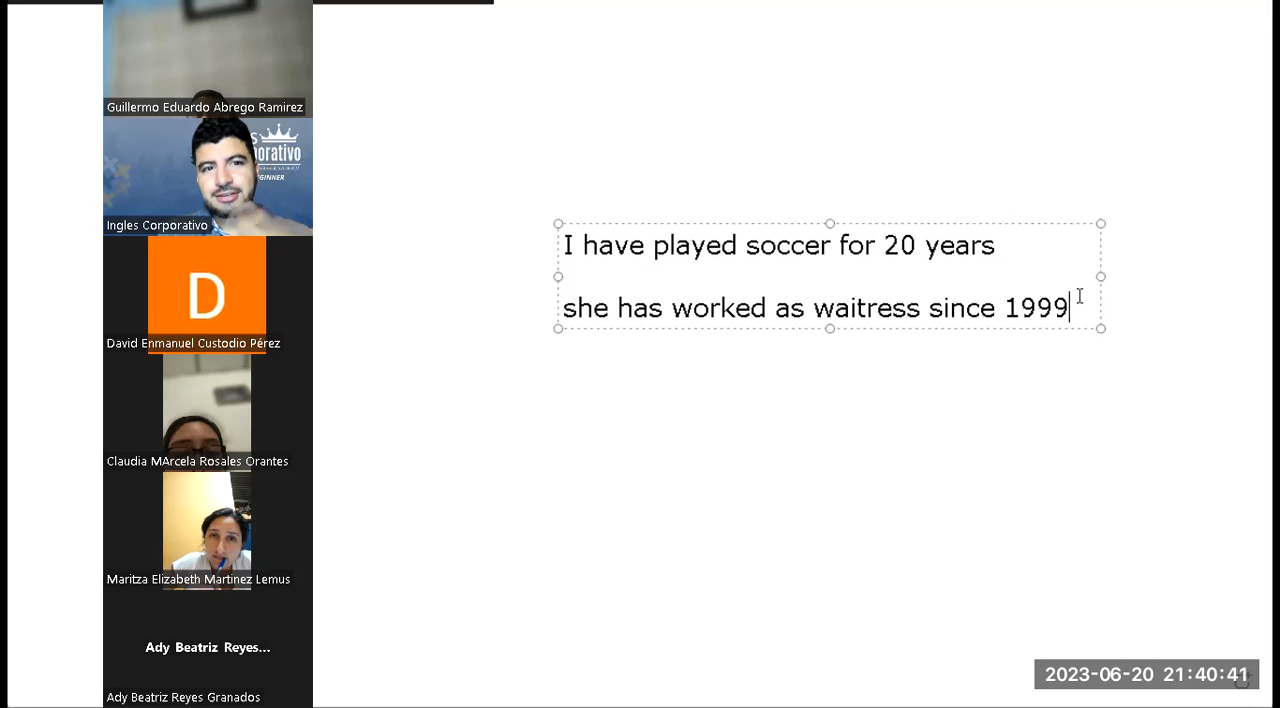 Guillermo Eduardo Abrego Ramirez
S
orativo
GINNER
Ingles Corporativo
D
David Enmanuel Custodio Pérez
Claudia MArcela Rosales Orantes
Maritza Elizabeth Martinez Lemus
Ady Beatriz Reyes...
Ady Beatriz Reyes Granados
I have played soccer for 20 years
she has worked as waitress since 1999
2023-06-20 21:40:41